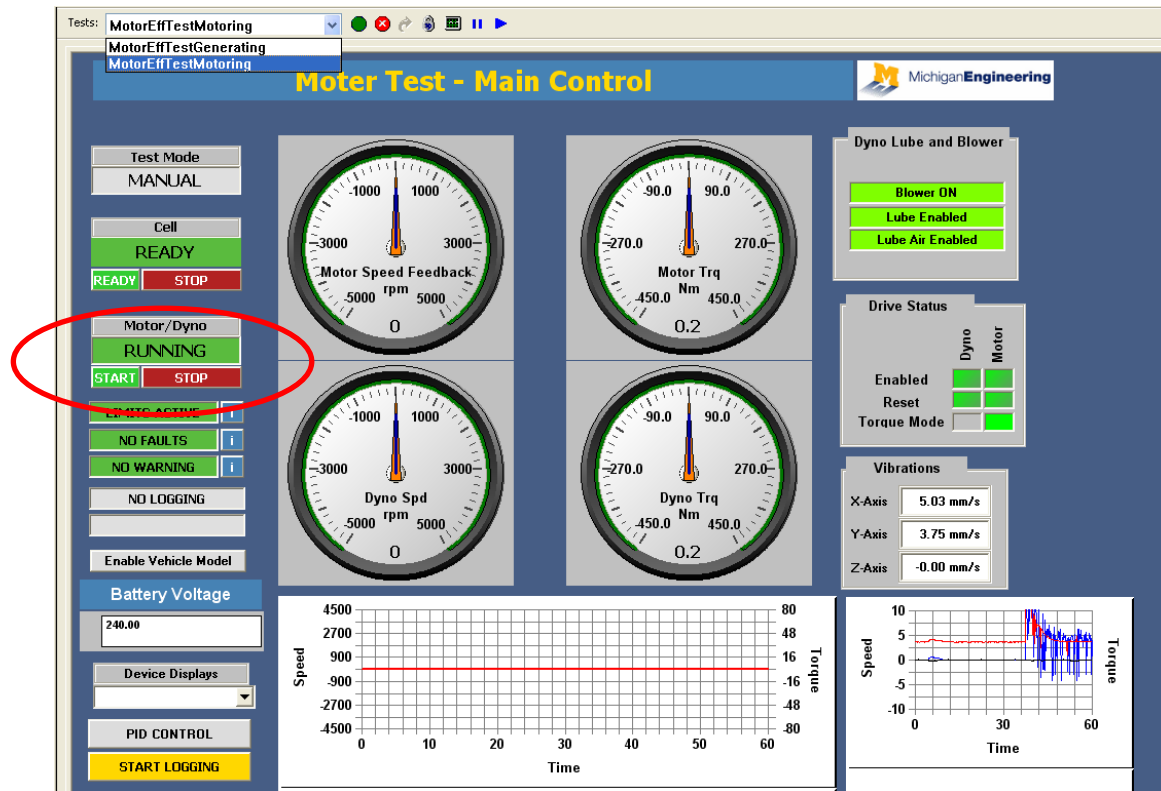 Tests: MotorEffTestMotoring
MotorEffTestGenerating
MotorEffTestMotoring
Moter Test - Main Control
M MichiganEngineering
Test Mode
MANUAL
Cell
READY
READY STOP
Motor/Dyno
RUNNING
START STOP
LIMITS ACTIVE i
NO FAULTS i
NO WARNING i
NO LOGGING
Enable Vehicle Model
Battery Voltage
240.00
Device Displays
PID CONTROL
START LOGGING
-1000 1000
-3000 3000
Motor Speed Feedback
rpm
-5000 5000
0
-90.0 90.0
-270.0 270.0
Motor Trq
Nm
-450.0 450.0
0.2
-1000 1000
-3000 3000
Dyno Spd
rpm
-5000 5000
0
-90.0 90.0
-270.0 270.0
Dyno Trq
Nm
-450.0 450.0
0.2
Dyno Lube and Blower
Blower ON
Lube Enabled
Lube Air Enabled
Drive Status
Dyno Motor
Enabled
Reset
Torque Mode
Vibrations
X-Axis 5.03 mm/s
Y-Axis 3.75 mm/s
Z-Axis -0.00 mm/s
4500 80
2700 48
900 16
-900 -16
-2700 -48
-4500 -80
Speed
Torque
0 10 20 30 40 50 60
Time
10
5
0
-5
-10
Speed
Torque
0 30 60
Time